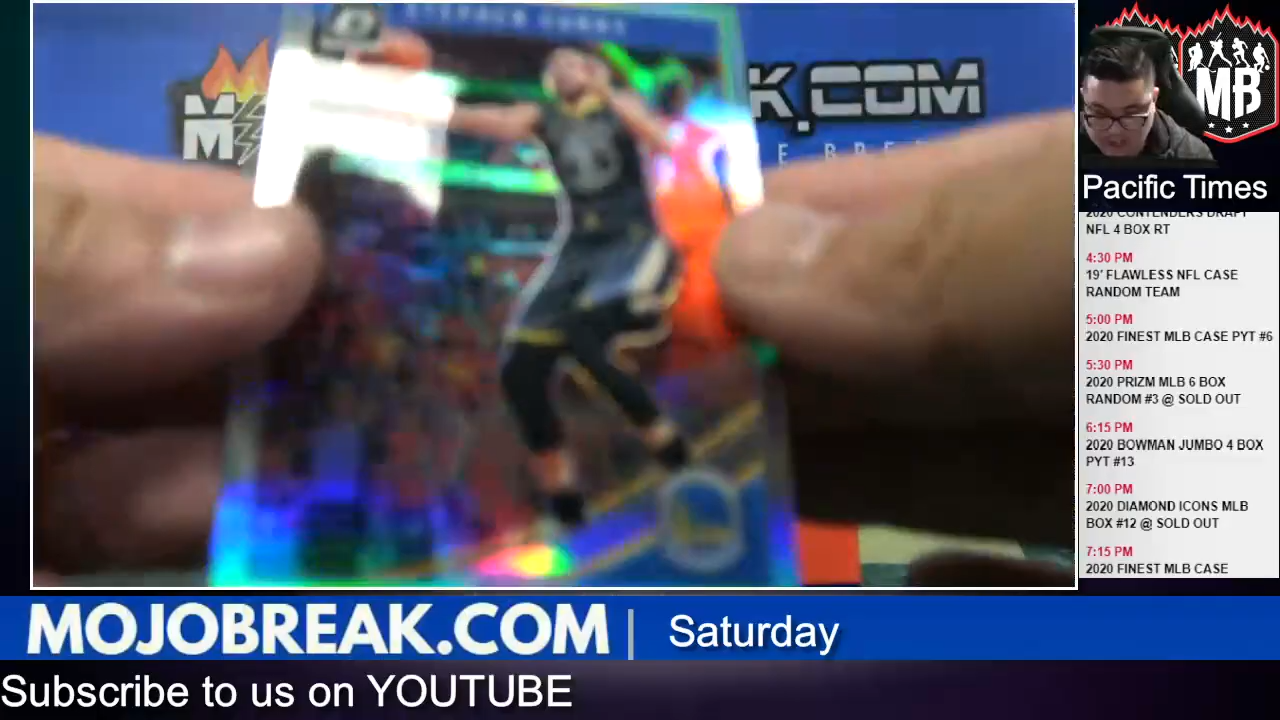 STEPHEN CURRY
M
K.COM
MB
Pacific Times
2020 CONTENDERS DRAFT
NFL 4 BOX RT
4:30 PM
19' FLAWLESS NFL CASE
RANDOM TEAM
5:00 PM
2020 FINEST MLB CASE PYT #6
5:30 PM
2020 PRIZM MLB 6 BOX
RANDOM #3 @ SOLD OUT
6:15 PM
2020 BOWMAN JUMBO 4 BOX
PYT #13
7:00 PM
2020 DIAMOND ICONS MLB
BOX #12 @ SOLD OUT
7:15 PM
2020 FINEST MLB CASE
MOJOBREAK.COM | Saturday
Subscribe to us on YOUTUBE